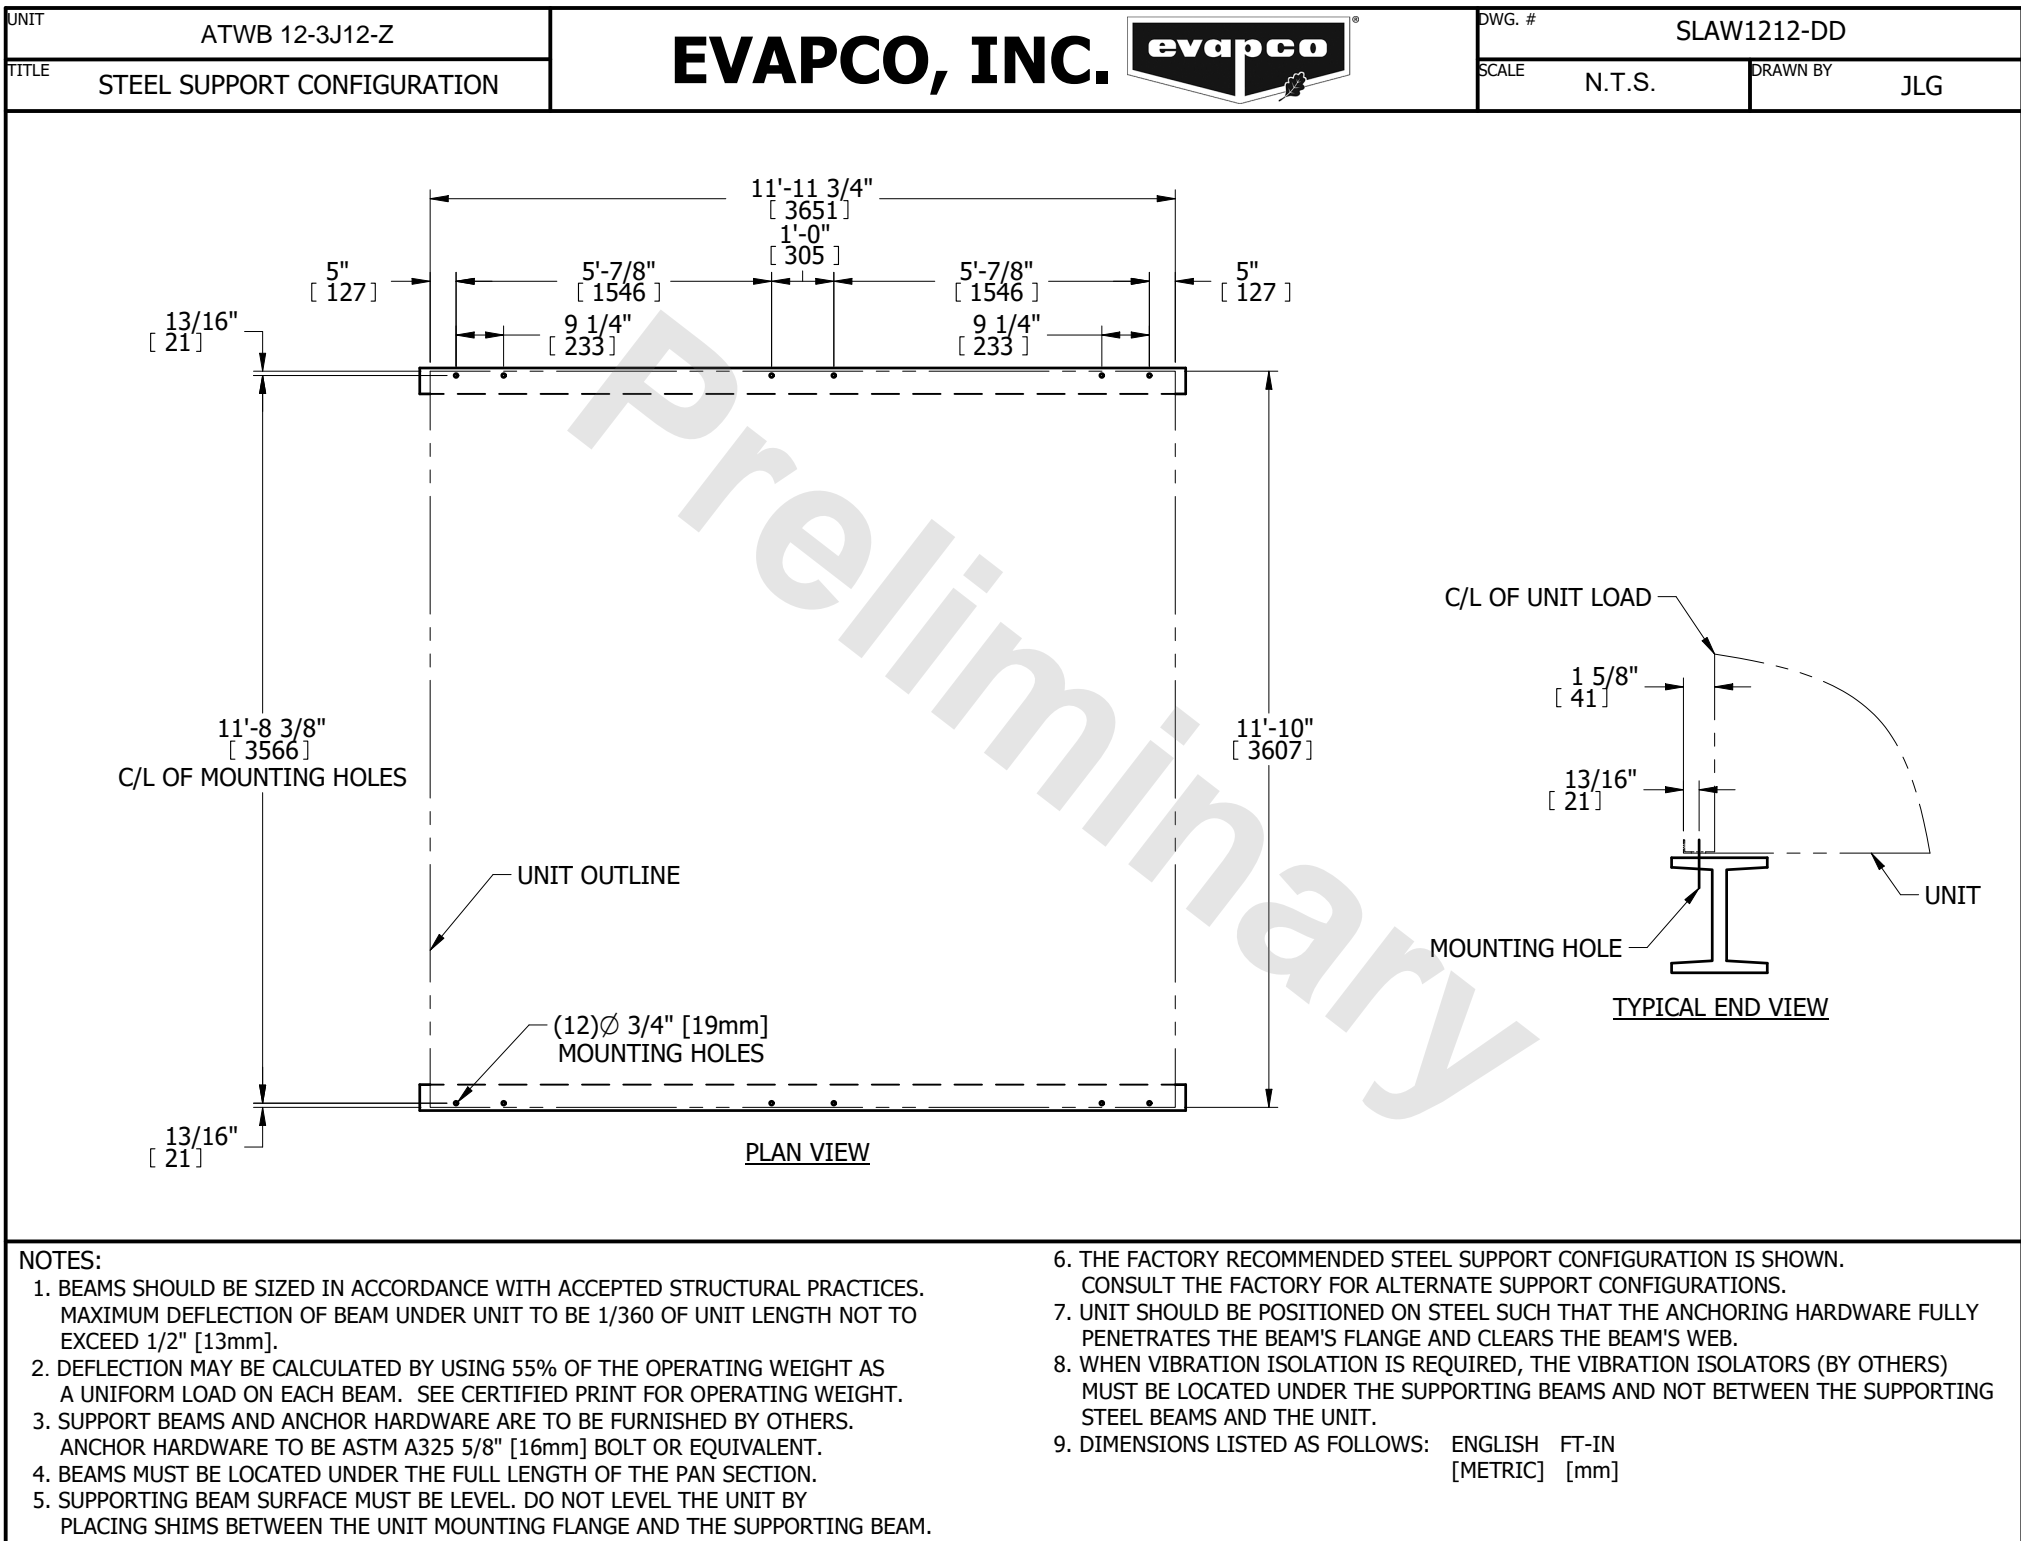 UNIT
ATWB 12-3J12-Z
TITLE
STEEL SUPPORT CONFIGURATION
EVAPCO, INC.
evapco
®
DWG. #
SLAW1212-DD
SCALE
N.T.S.
DRAWN BY
JLG
11'-11 3/4"
[ 3651]
1'-0"
[ 305 ]
5"
[ 127]
5'-7/8"
[ 1546 ]
5'-7/8"
[ 1546 ]
5"
[ 127 ]
13/16"
[ 21]
9 1/4"
[ 233]
9 1/4"
[ 233 ]
Preliminary
11'-8 3/8"
[ 3566]
C/L OF MOUNTING HOLES
11'-10"
[ 3607]
UNIT OUTLINE
(12)∅ 3/4" [19mm]
MOUNTING HOLES
13/16"
[ 21]
PLAN VIEW
C/L OF UNIT LOAD
1 5/8"
[ 41]
13/16"
[ 21]
UNIT
MOUNTING HOLE
TYPICAL END VIEW
NOTES:
1. BEAMS SHOULD BE SIZED IN ACCORDANCE WITH ACCEPTED STRUCTURAL PRACTICES.
MAXIMUM DEFLECTION OF BEAM UNDER UNIT TO BE 1/360 OF UNIT LENGTH NOT TO
EXCEED 1/2" [13mm].
2. DEFLECTION MAY BE CALCULATED BY USING 55% OF THE OPERATING WEIGHT AS
A UNIFORM LOAD ON EACH BEAM.  SEE CERTIFIED PRINT FOR OPERATING WEIGHT.
3. SUPPORT BEAMS AND ANCHOR HARDWARE ARE TO BE FURNISHED BY OTHERS.
ANCHOR HARDWARE TO BE ASTM A325 5/8" [16mm] BOLT OR EQUIVALENT.
4. BEAMS MUST BE LOCATED UNDER THE FULL LENGTH OF THE PAN SECTION.
5. SUPPORTING BEAM SURFACE MUST BE LEVEL. DO NOT LEVEL THE UNIT BY
PLACING SHIMS BETWEEN THE UNIT MOUNTING FLANGE AND THE SUPPORTING BEAM.
6. THE FACTORY RECOMMENDED STEEL SUPPORT CONFIGURATION IS SHOWN.
CONSULT THE FACTORY FOR ALTERNATE SUPPORT CONFIGURATIONS.
7. UNIT SHOULD BE POSITIONED ON STEEL SUCH THAT THE ANCHORING HARDWARE FULLY
PENETRATES THE BEAM'S FLANGE AND CLEARS THE BEAM'S WEB.
8. WHEN VIBRATION ISOLATION IS REQUIRED, THE VIBRATION ISOLATORS (BY OTHERS)
MUST BE LOCATED UNDER THE SUPPORTING BEAMS AND NOT BETWEEN THE SUPPORTING
STEEL BEAMS AND THE UNIT.
9. DIMENSIONS LISTED AS FOLLOWS:   ENGLISH   FT-IN
[METRIC]   [mm]